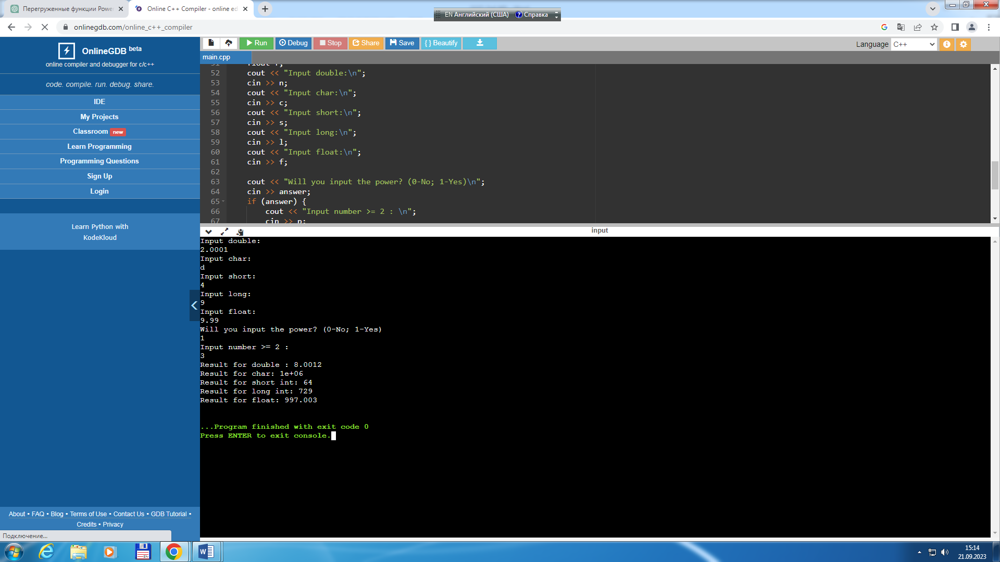 Перегруженные функции Power
Online C++ Compiler - online ed
EN Английский (США)
Справка
onlinegdb.com/online_c++_compiler
OnlineGDB beta
online compiler and debugger for c/c++
code. compile. run. debug. share.
IDE
My Projects
Classroom new
Learn Programming
Programming Questions
Sign Up
Login
Learn Python with
KodeKloud
About • FAQ • Blog • Terms of Use • Contact Us • GDB Tutorial •
Credits • Privacy
Подключение...
Run
Debug
Stop
Share
Save
{ } Beautify
Language C++
main.cpp
51 float f;
52 cout << "Input double:\n";
53 cin >> n;
54 cout << "Input char:\n";
55 cin >> c;
56 cout << "Input short:\n";
57 cin >> s;
58 cout << "Input long:\n";
59 cin >> l;
60 cout << "Input float:\n";
61 cin >> f;
62
63 cout << "Will you input the power? (0-No; 1-Yes)\n";
64 cin >> answer;
65 if (answer) {
66 cout << "Input number >= 2 : \n";
67 cin >> p;
input
Input double:
2.0001
Input char:
d
Input short:
4
Input long:
9
Input float:
9.99
Will you input the power? (0-No; 1-Yes)
1
Input number >= 2 :
3
Result for double : 8.0012
Result for char: 1e+06
Result for short int: 64
Result for long int: 729
Result for float: 997.003
...Program finished with exit code 0
Press ENTER to exit console.
15:14
21.09.2023